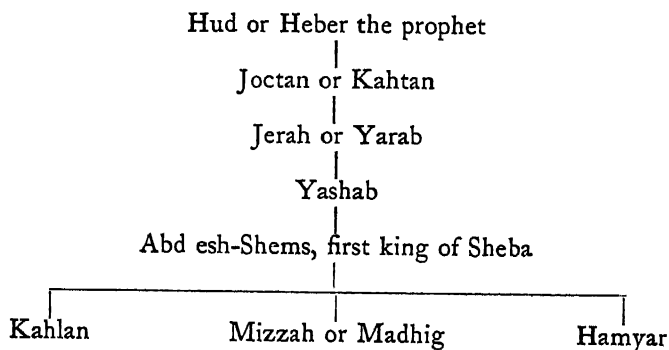 Hud or Heber the prophet
Joctan or Kahtan
Jerah or Yarab
Yashab
Abd esh-Shems, first king of Sheba
Kahlan Mizzah or Madhig Hamyar